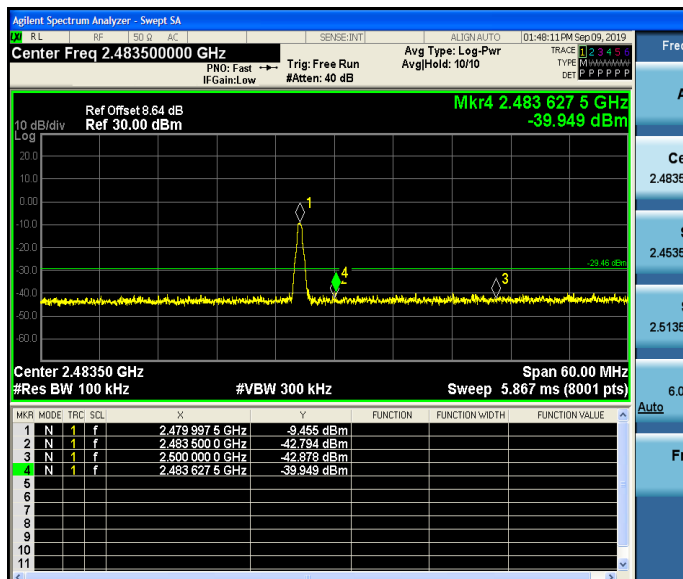 Agilent Spectrum Analyzer - Swept SA
LXI RL RF 50 Ω AC SENSE:INT ALIGN AUTO 01:48:11 PM Sep 09, 2019
Center Freq 2.483500000 GHz
PNO: Fast
IFGain:Low
Trig: Free Run
#Atten: 40 dB
Avg Type: Log-Pwr
Avg|Hold: 10/10
TRACE 1 2 3 4 5 6
TYPE M W W W W W
DET P P P P P P
Ref Offset 8.64 dB
Ref 30.00 dBm
Mkr4 2.483 627 5 GHz
-39.949 dBm
10 dB/div
Log
20.0
10.0
0.00
-10.0
-20.0
-30.0
-40.0
-50.0
-60.0
1
4
3
-29.46 dBm
Center 2.48350 GHz
Span 60.00 MHz
#Res BW 100 kHz
#VBW 300 kHz
Sweep 5.867 ms (8001 pts)
MKR MODE TRC SCL X Y FUNCTION FUNCTION WIDTH FUNCTION VALUE
1 N 1 f 2.479 997 5 GHz -9.455 dBm
2 N 1 f 2.483 500 0 GHz -42.794 dBm
3 N 1 f 2.500 000 0 GHz -42.878 dBm
4 N 1 f 2.483 627 5 GHz -39.949 dBm
5
6
7
8
9
10
11
Fre
A
Ce
2.4835
2.4535
2.5135
6.0
Auto
Fr